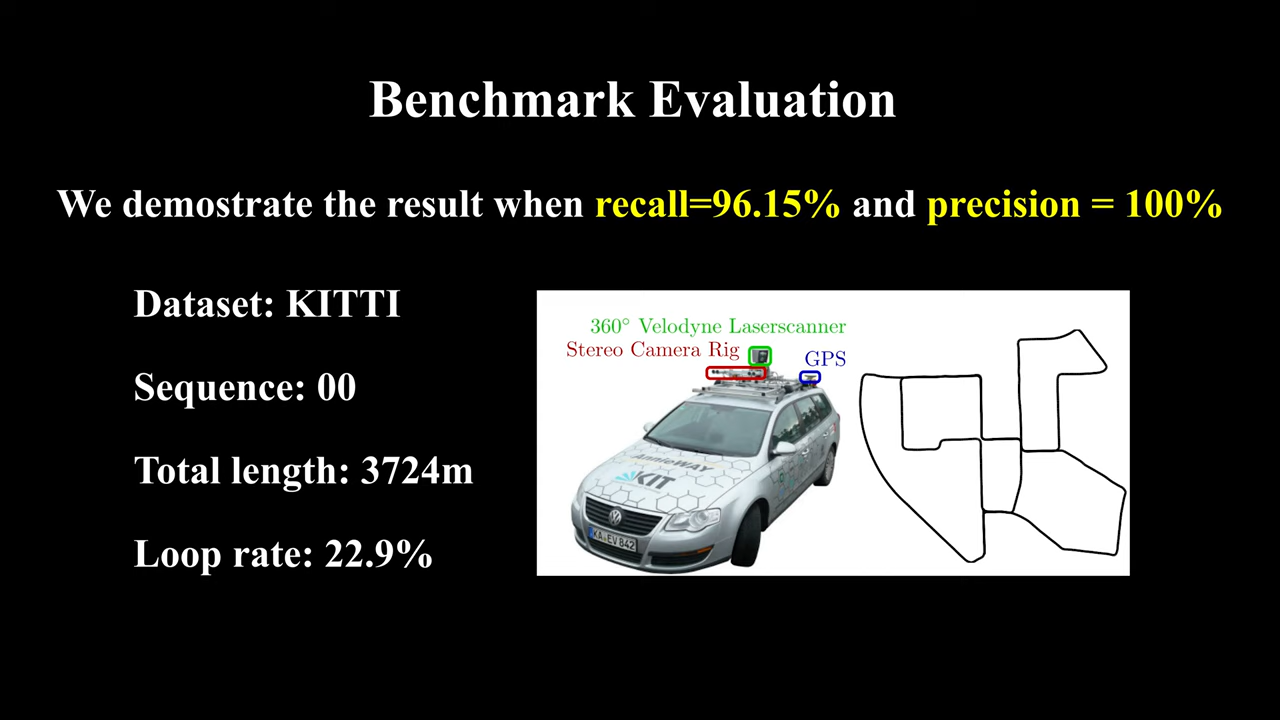 Benchmark Evaluation
We demostrate the result when recall=96.15% and precision = 100%
Dataset: KITTI
Sequence: 00
Total length: 3724m
Loop rate: 22.9%
360° Velodyne Laserscanner
Stereo Camera Rig
GPS
ANNIEWAY
KIT
KA EV 842